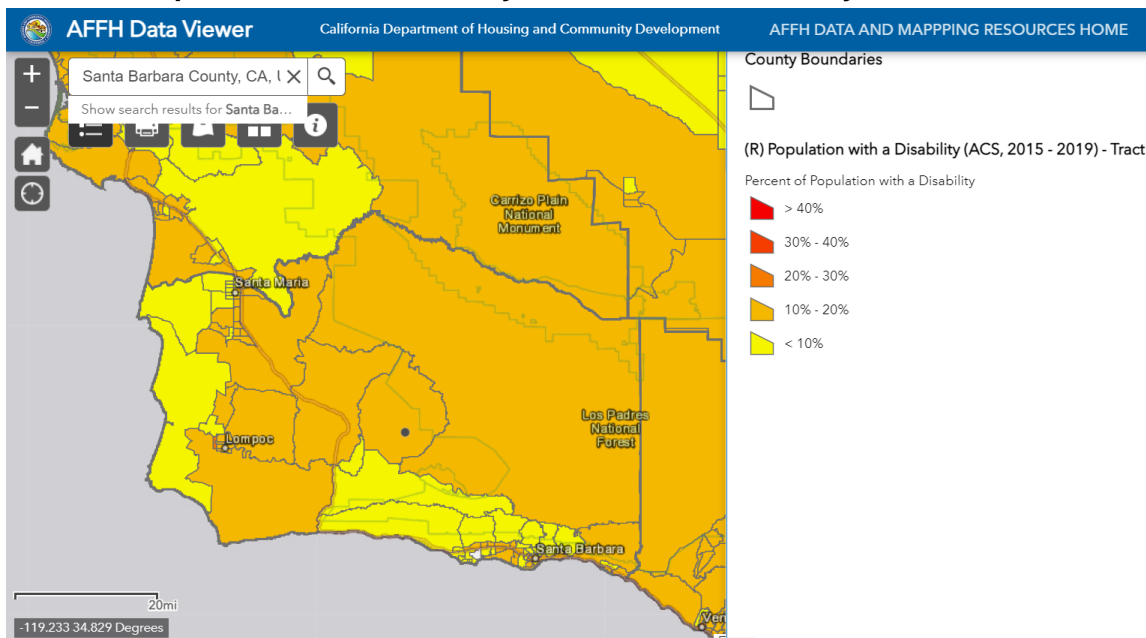 AFFH Data Viewer
California Department of Housing and Community Development
AFFH DATA AND MAPPPING RESOURCES HOME
+
−
Santa Barbara County, CA, U
Show search results for Santa Ba...
Carrizo Plain
National
Monument
Santa Maria
Los Padres
National
Forest
Lompoc
Santa Barbara
Ven
20mi
-119.233 34.829 Degrees
County Boundaries
(R) Population with a Disability (ACS, 2015 - 2019) - Tract
Percent of Population with a Disability
> 40%
30% - 40%
20% - 30%
10% - 20%
< 10%